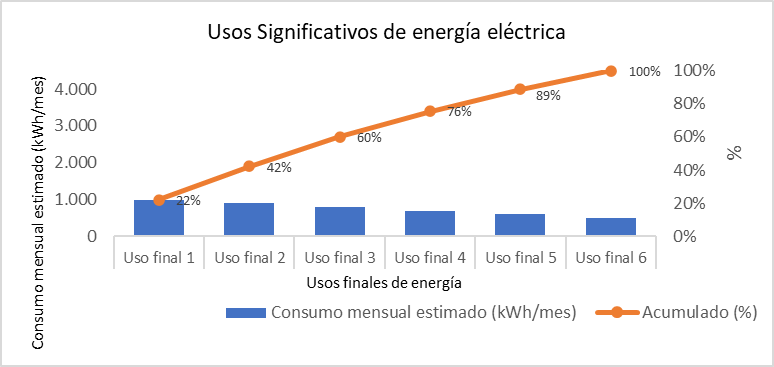 Usos Significativos de energía eléctrica
Consumo mensual estimado (kWh/mes)
4.000
3.000
2.000
1.000
0
22%
42%
60%
76%
89%
100%
100%
80%
60%
40%
20%
0%
%
Uso final 1
Uso final 2
Uso final 3
Uso final 4
Uso final 5
Uso final 6
Usos finales de energía
Consumo mensual estimado (kWh/mes)
Acumulado (%)